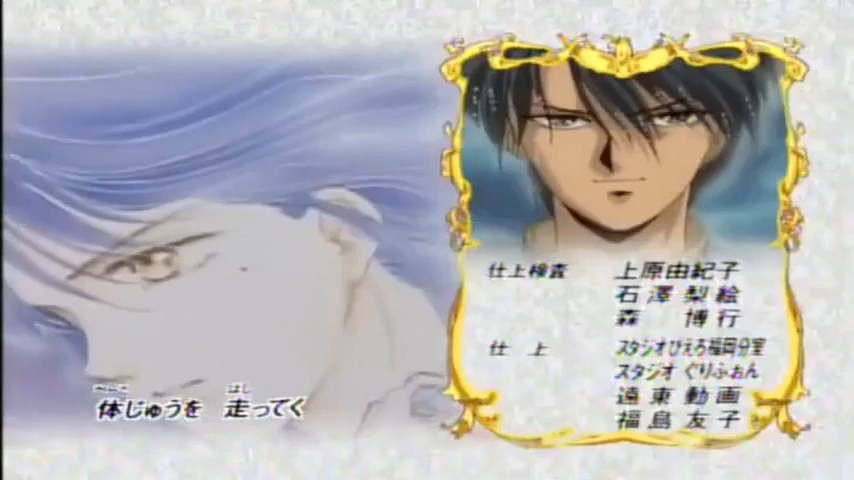 仕上検査 上原由紀子
石澤梨絵
森 博行
仕上 スタジオぴえろ福岡分室
スタジオ ぐりふぉん
遠東動画
福島友子
はし
体じゅうを 走ってく